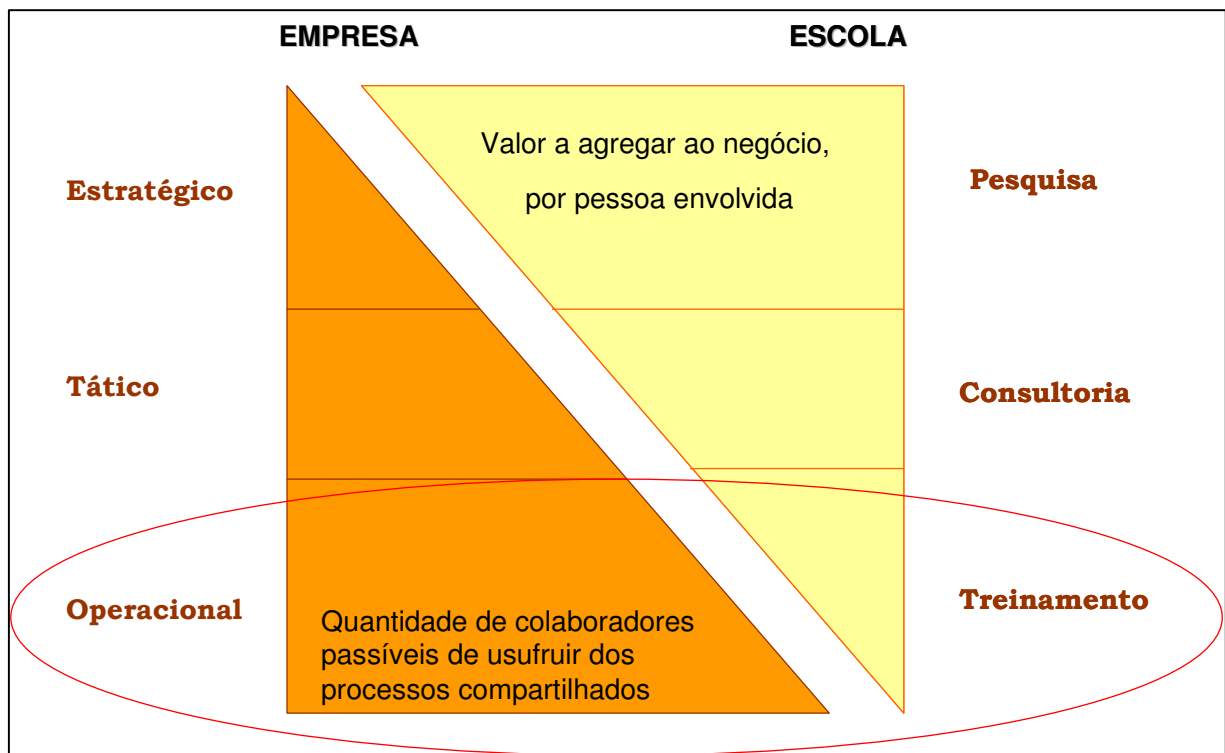 EMPRESA
ESCOLA
Valor a agregar ao negócio,
por pessoa envolvida
Estratégico
Pesquisa
Tático
Consultoria
Operacional
Treinamento
Quantidade de colaboradores
passíveis de usufruir dos
processos compartilhados